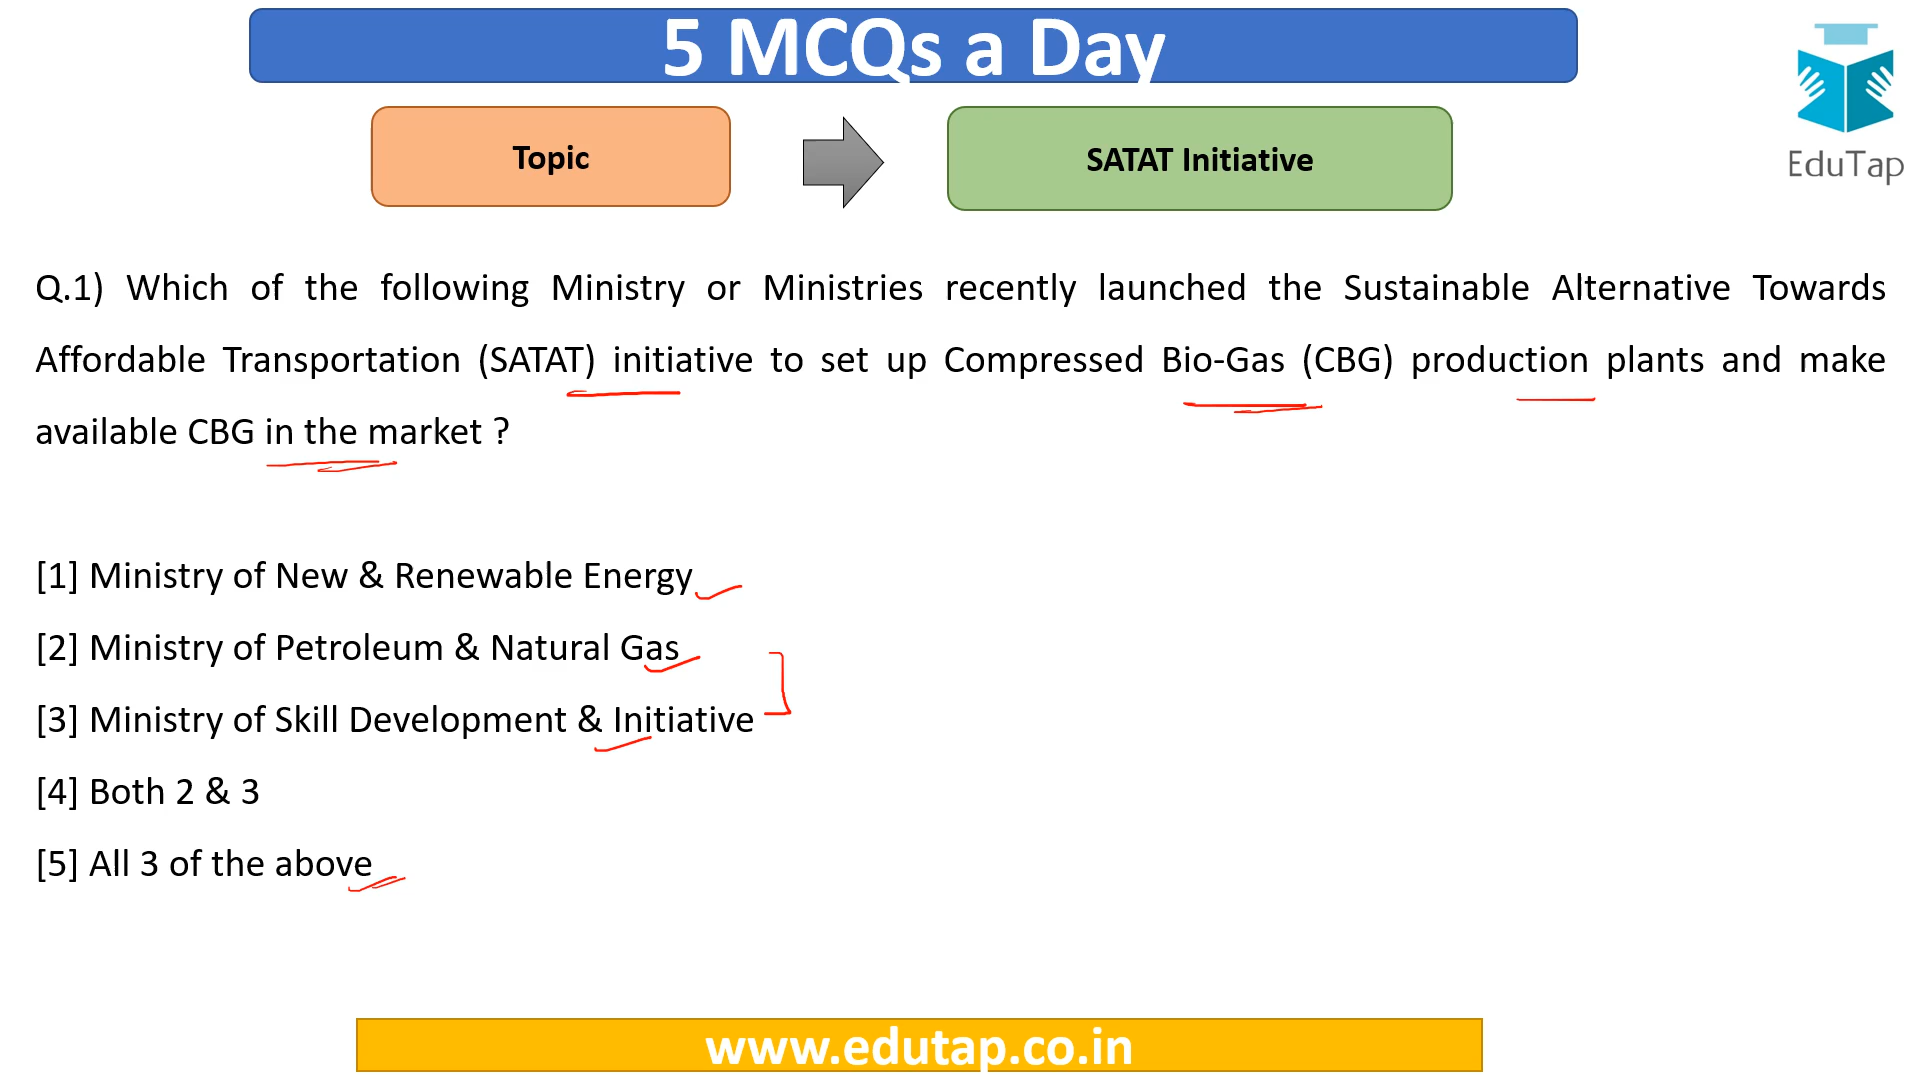 5 MCQs a Day
Topic
SATAT Initiative
EduTap
Q.1) Which of the following Ministry or Ministries recently launched the Sustainable Alternative Towards
Affordable Transportation (SATAT) initiative to set up Compressed Bio-Gas (CBG) production plants and make
available CBG in the market ?
[1] Ministry of New & Renewable Energy
[2] Ministry of Petroleum & Natural Gas
[3] Ministry of Skill Development & Initiative
[4] Both 2 & 3
[5] All 3 of the above
www.edutap.co.in